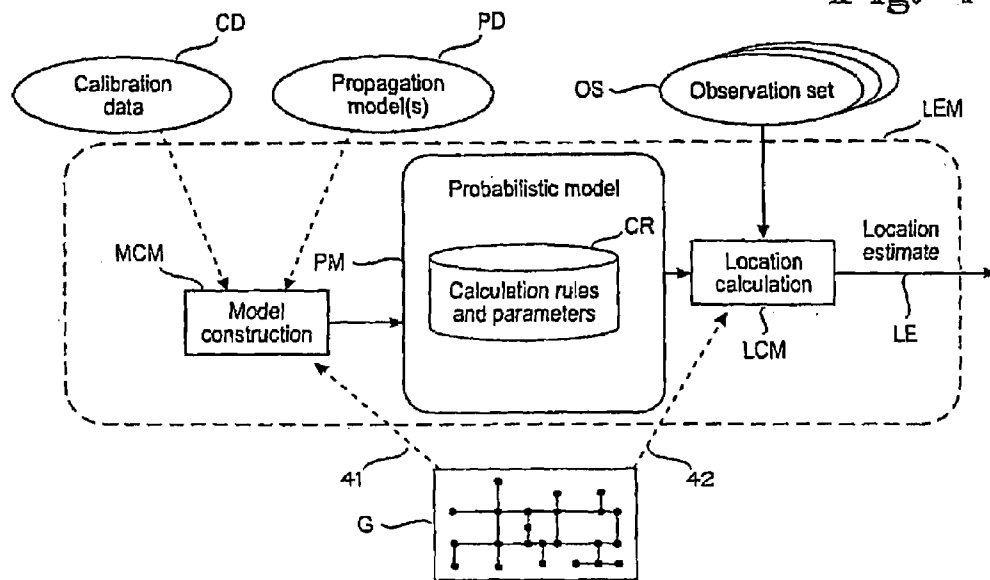 CD
PD
Calibration
data
Propagation
model(s)
OS
Observation set
LEM
Probabilistic model
MCM
PM
CR
Location
estimate
Model
construction
Calculation rules
and parameters
Location
calculation
LCM
LE
41
42
G